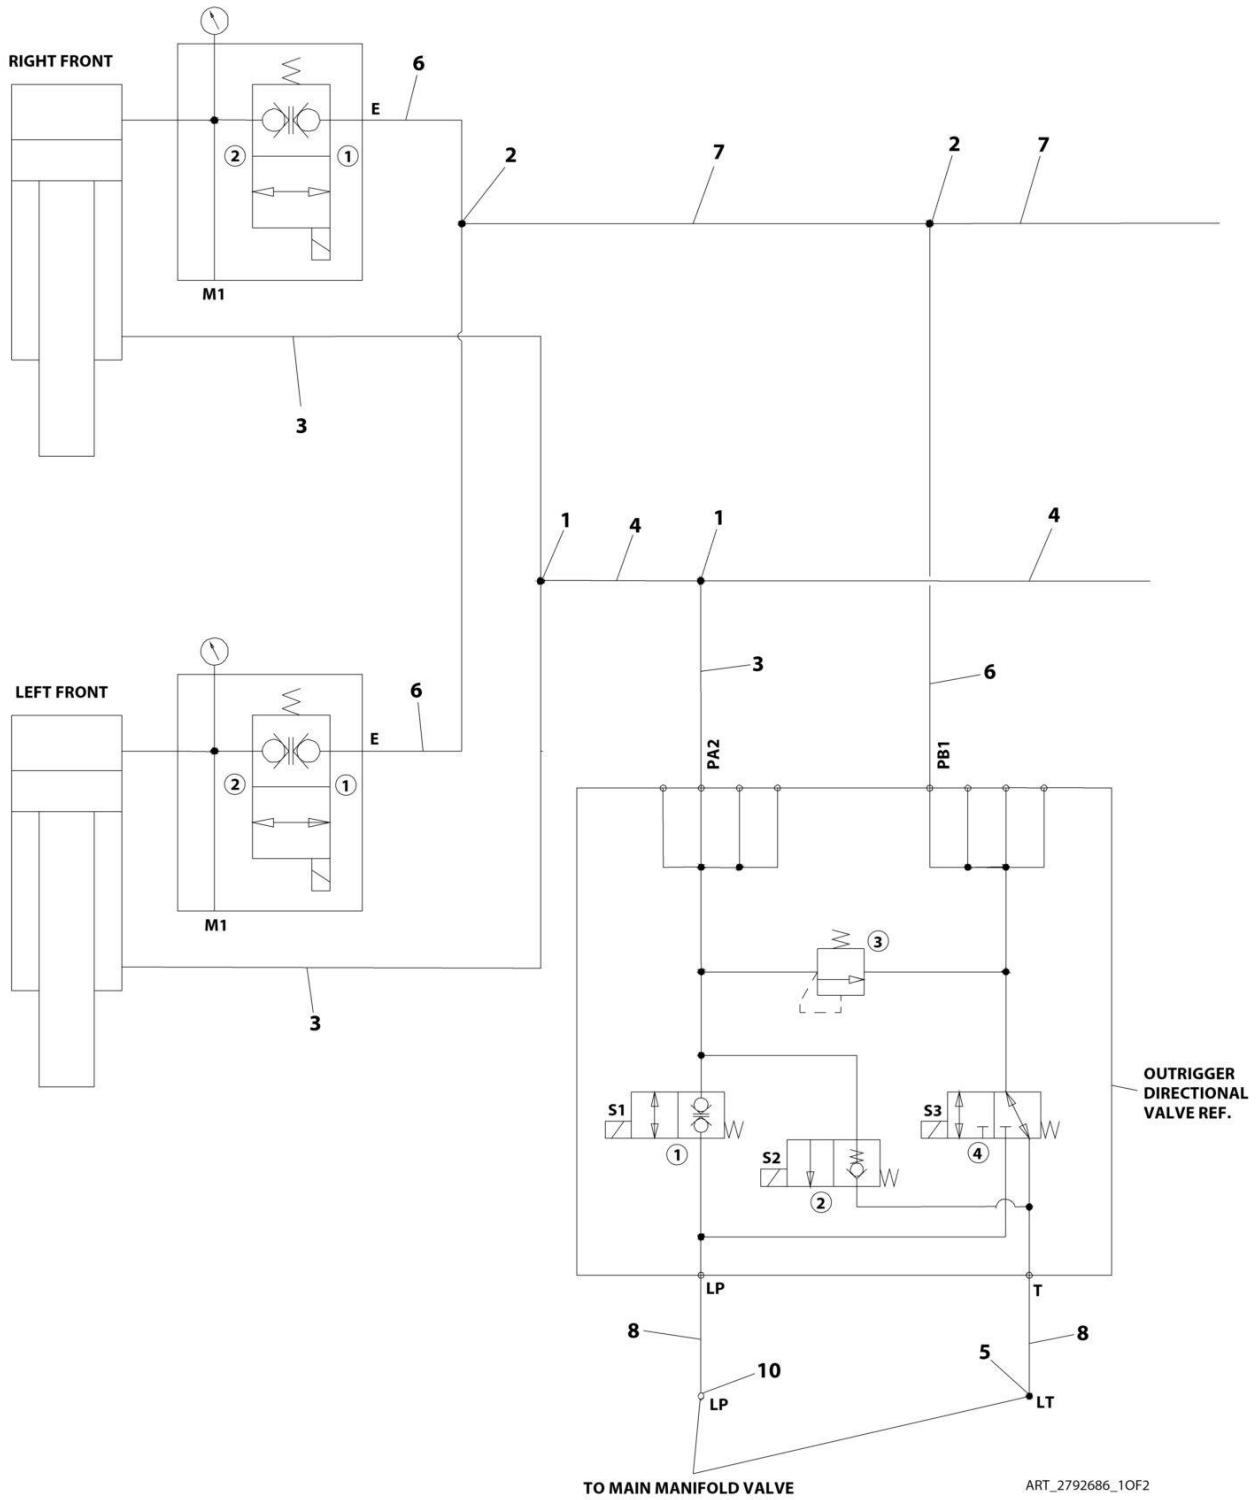 RIGHT FRONT
6
E
2
1
2
7
2
7
M1
3
1
4
1
4
3
6
LEFT FRONT
6
E
2
1
PA2
PB1
M1
3
3
OUTRIGGER
DIRECTIONAL
VALVE REF.
S1
S3
1
4
S2
2
LP
T
8
8
5
10
LP
LT
TO MAIN MANIFOLD VALVE
ART_2792686_1OF2